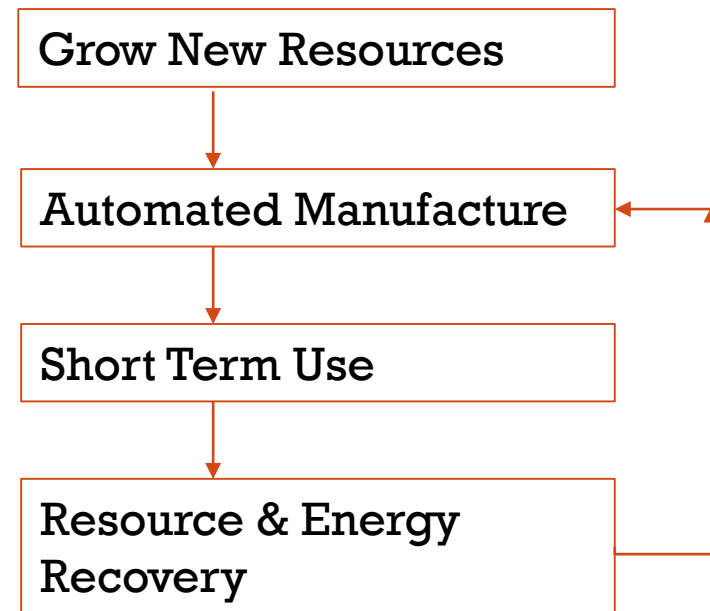 Grow New Resources
Automated Manufacture
Short Term Use
Resource & Energy
Recovery